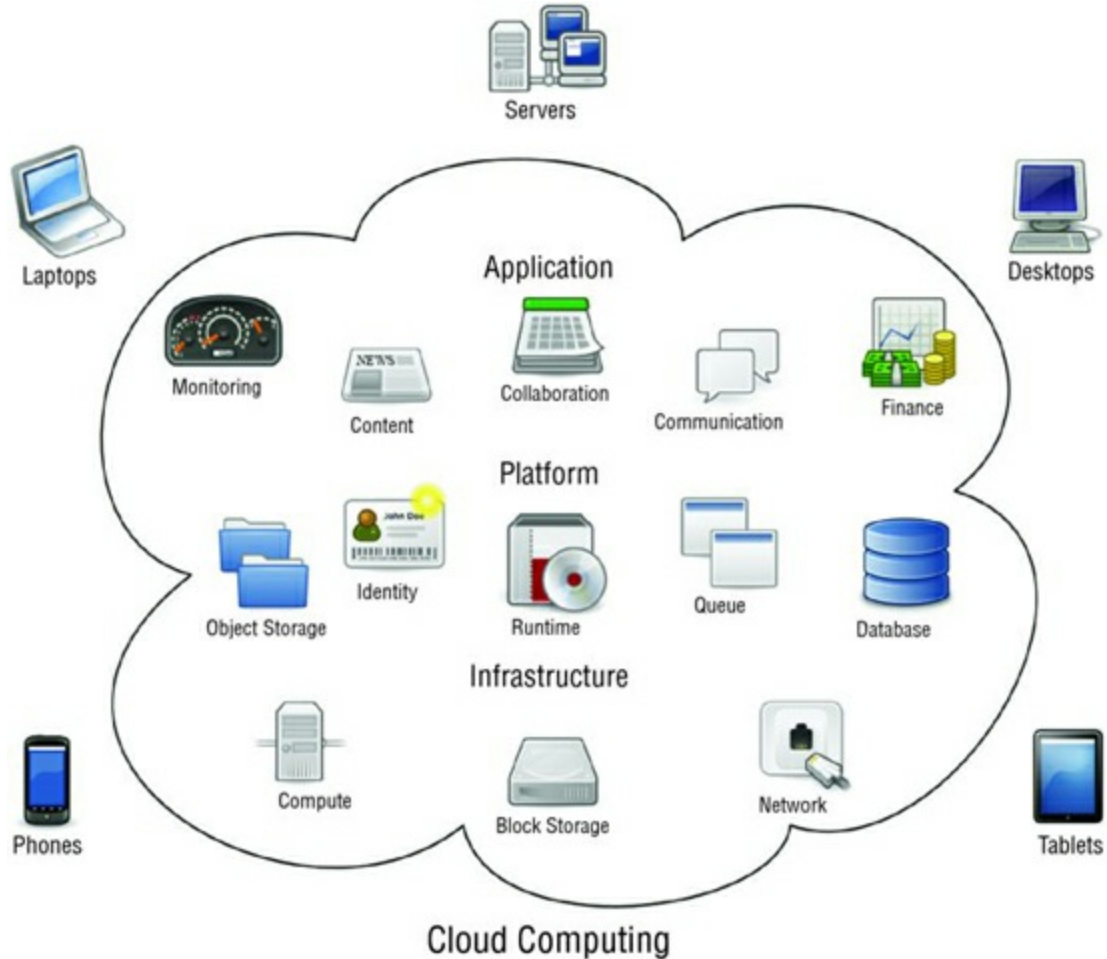 Servers
Laptops
Desktops
Application
Monitoring
NEWS
Content
Collaboration
Communication
Finance
Platform
John Doe
Object Storage
Identity
Runtime
Queue
Database
Infrastructure
Compute
Block Storage
Network
Phones
Tablets
Cloud Computing